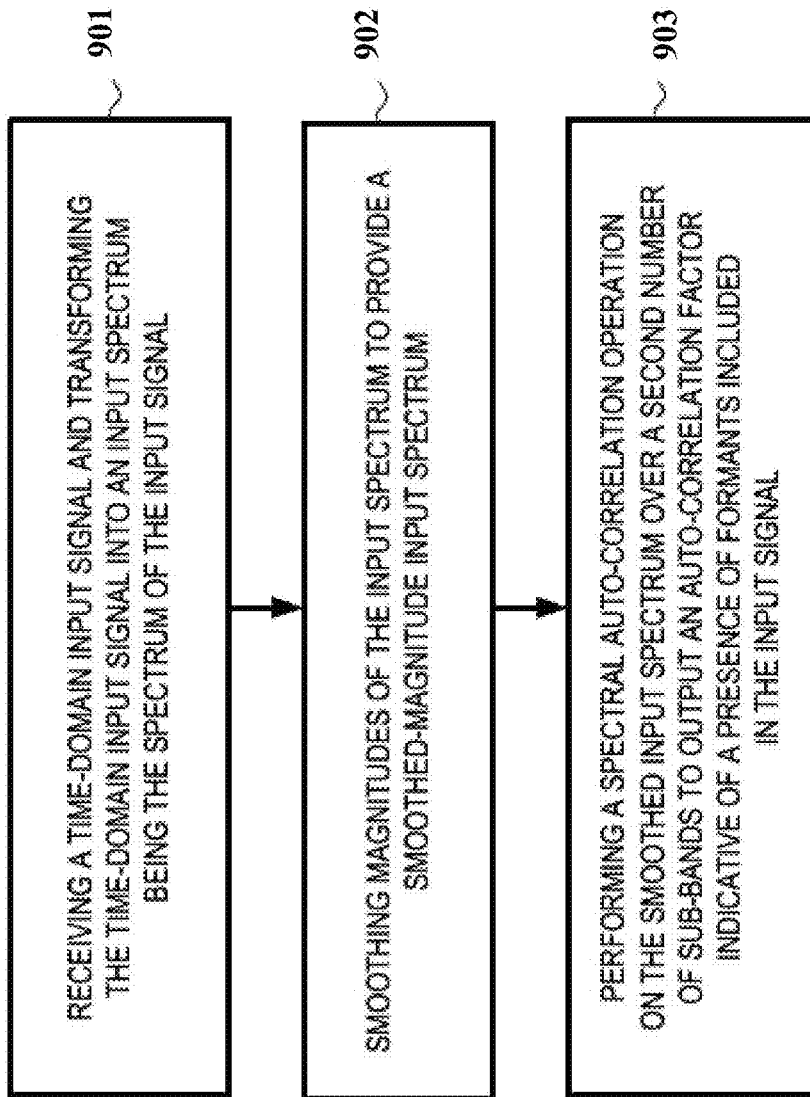 RECEIVING A TIME-DOMAIN INPUT SIGNAL AND TRANSFORMING
THE TIME-DOMAIN INPUT SIGNAL INTO AN INPUT SPECTRUM
BEING THE SPECTRUM OF THE INPUT SIGNAL
901
SMOOTHING MAGNITUDES OF THE INPUT SPECTRUM TO PROVIDE A
SMOOTHED-MAGNITUDE INPUT SPECTRUM
902
PERFORMING A SPECTRAL AUTO-CORRELATION OPERATION
ON THE SMOOTHED INPUT SPECTRUM OVER A SECOND NUMBER
OF SUB-BANDS TO OUTPUT AN AUTO-CORRELATION FACTOR
INDICATIVE OF A PRESENCE OF FORMANTS INCLUDED
IN THE INPUT SIGNAL
903